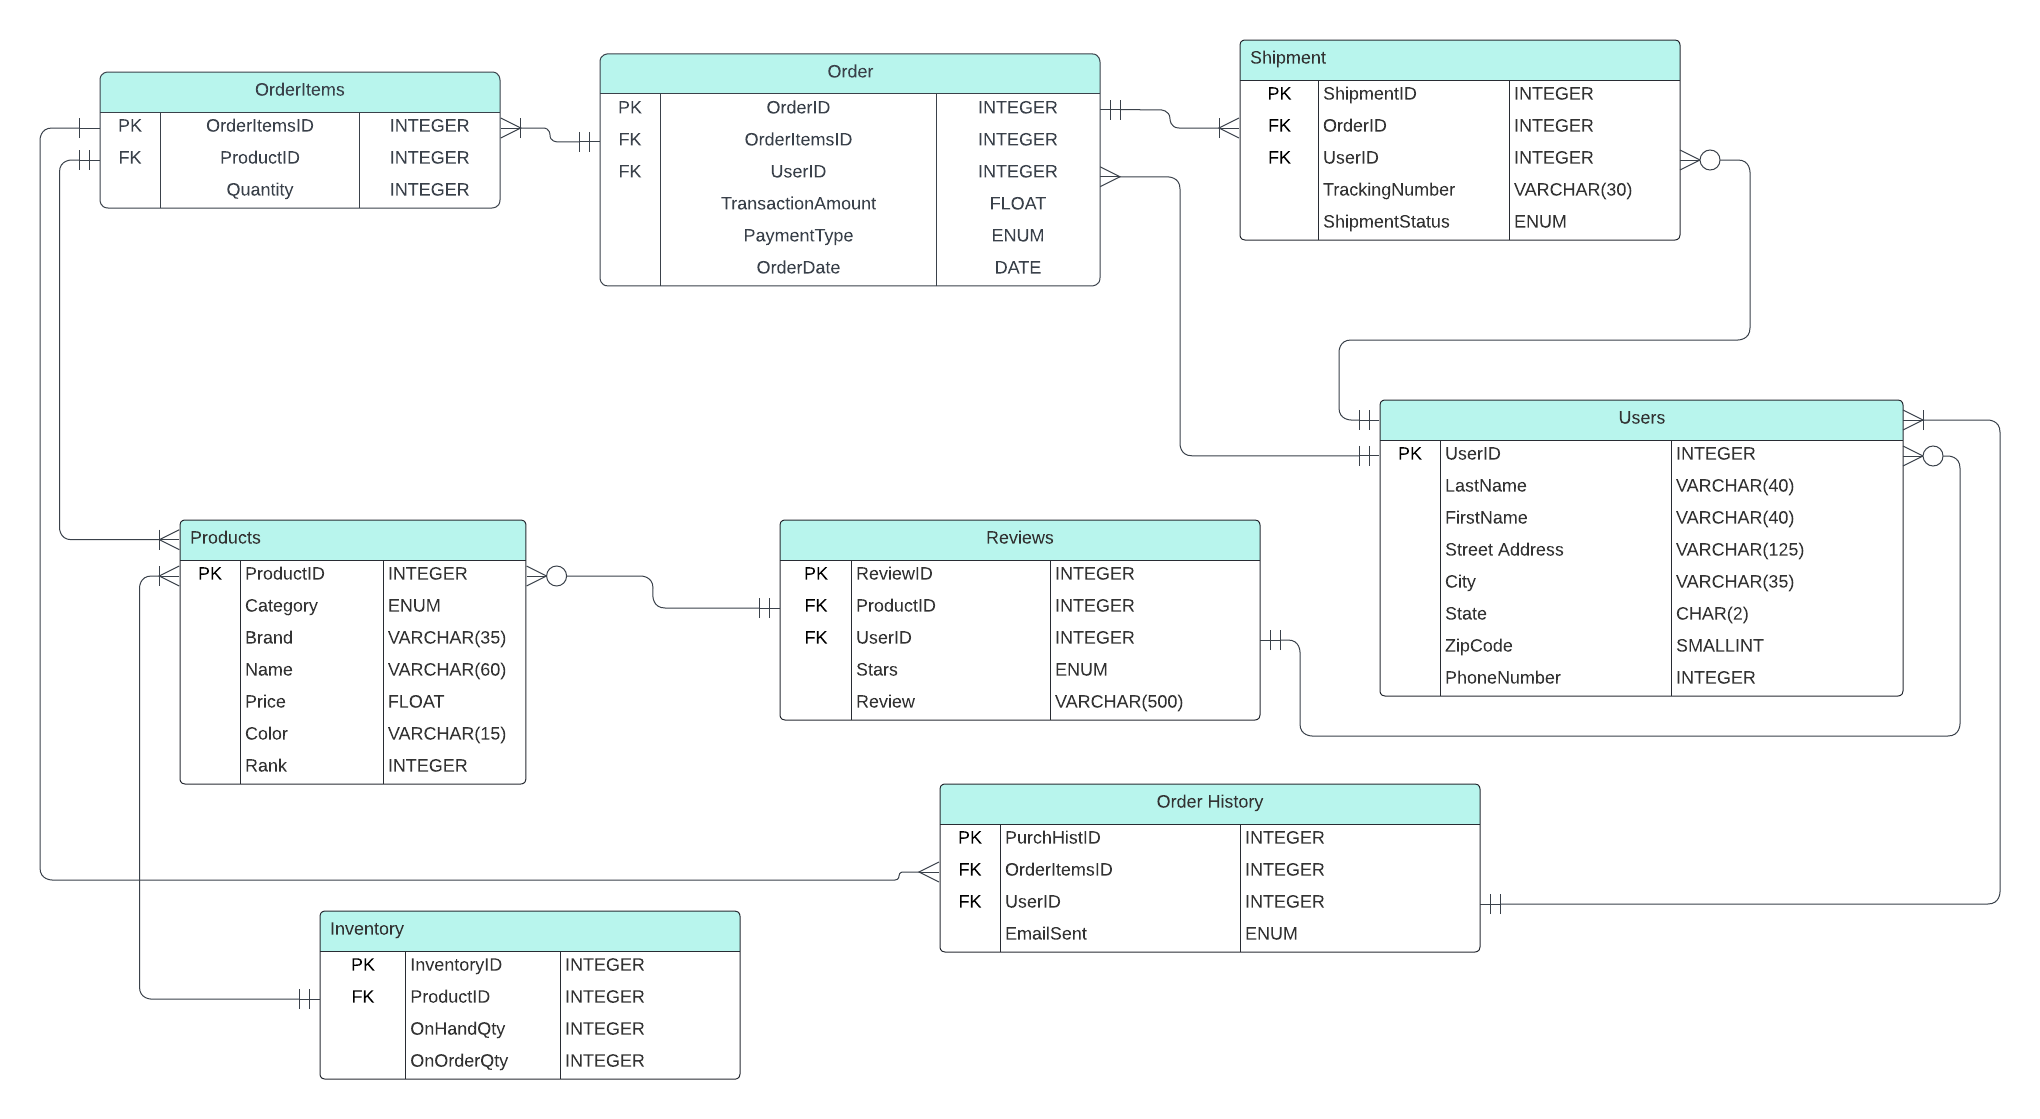 OrderItems
PK OrderItemsID INTEGER
FK ProductID INTEGER
Quantity INTEGER
Order
PK OrderID INTEGER
FK OrderItemsID INTEGER
FK UserID INTEGER
TransactionAmount FLOAT
PaymentType ENUM
OrderDate DATE
Shipment
PK ShipmentID INTEGER
FK OrderID INTEGER
FK UserID INTEGER
TrackingNumber VARCHAR(30)
ShipmentStatus ENUM
Users
PK UserID INTEGER
LastName VARCHAR(40)
FirstName VARCHAR(40)
Street Address VARCHAR(125)
City VARCHAR(35)
State CHAR(2)
ZipCode SMALLINT
PhoneNumber INTEGER
Products
PK ProductID INTEGER
Category ENUM
Brand VARCHAR(35)
Name VARCHAR(60)
Price FLOAT
Color VARCHAR(15)
Rank INTEGER
Reviews
PK ReviewID INTEGER
FK ProductID INTEGER
FK UserID INTEGER
Stars ENUM
Review VARCHAR(500)
Order History
PK PurchHistID INTEGER
FK OrderItemsID INTEGER
FK UserID INTEGER
EmailSent ENUM
Inventory
PK InventoryID INTEGER
FK ProductID INTEGER
OnHandQty INTEGER
OnOrderQty INTEGER